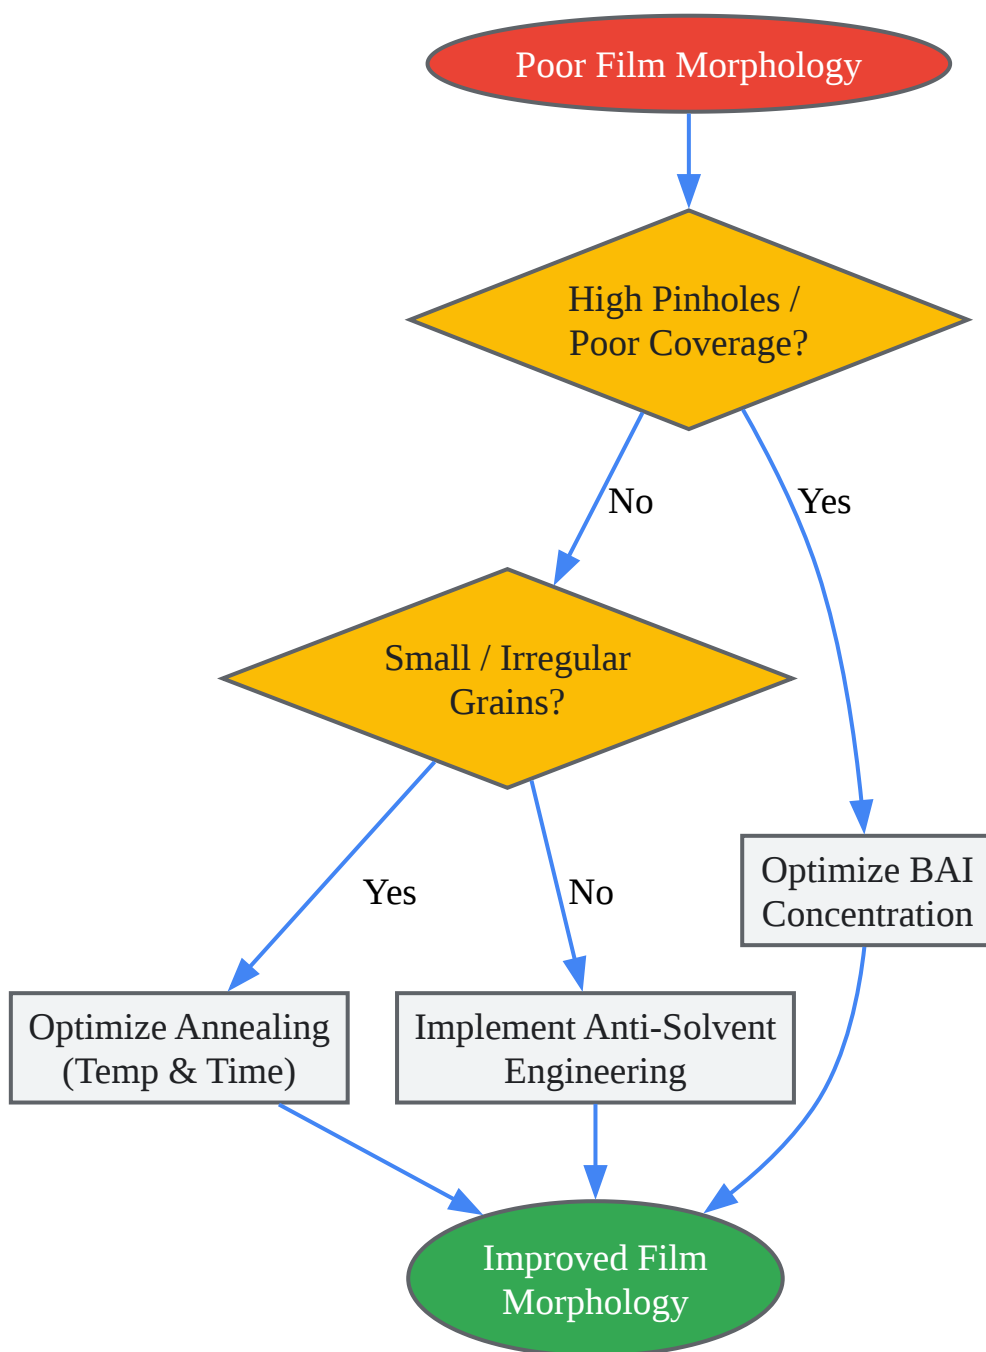 Poor Film Morphology
High Pinholes /
Poor Coverage?
No
Yes
Small / Irregular
Grains?
Optimize BAI
Concentration
Yes
No
Optimize Annealing
(Temp & Time)
Implement Anti-Solvent
Engineering
Improved Film
Morphology